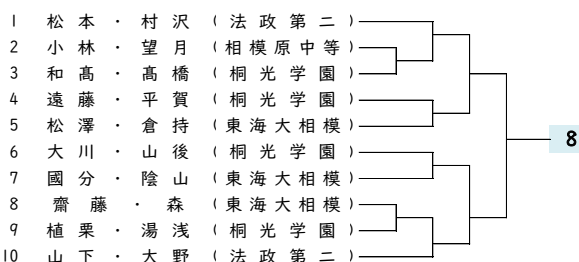 1 松本・村沢 (法政第二)
2 小林・望月 (相模原中等)
3 和髙・髙橋 (桐光学園)
4 遠藤・平賀 (桐光学園)
5 松澤・倉持 (東海大相模)
8
6 大川・山後 (桐光学園)
7 國分・陰山 (東海大相模)
8 齋藤・森 (東海大相模)
9 植栗・湯浅 (桐光学園)
10 山下・大野 (法政第二)